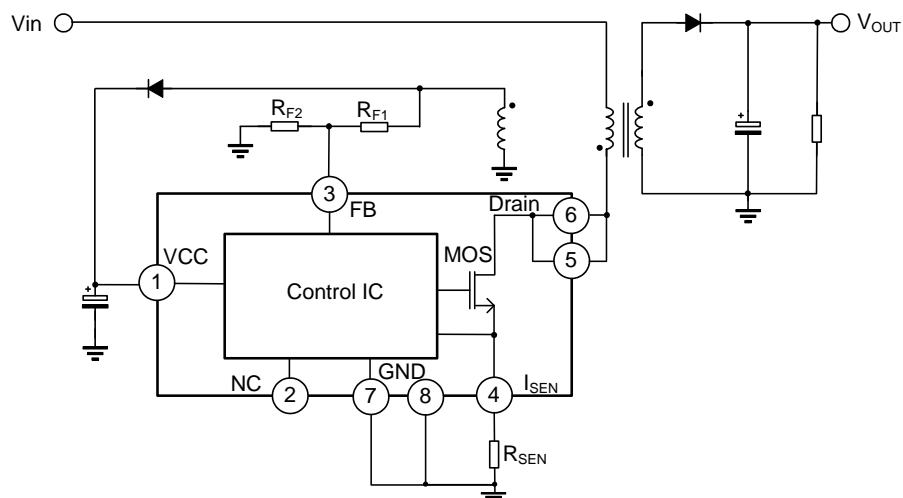 Vin
VOUT
RF2
RF1
3
FB
Drain
6
MOS
5
VCC
1
Control IC
+
+
NC
GND
2
7
8
4
ISEN
RSEN